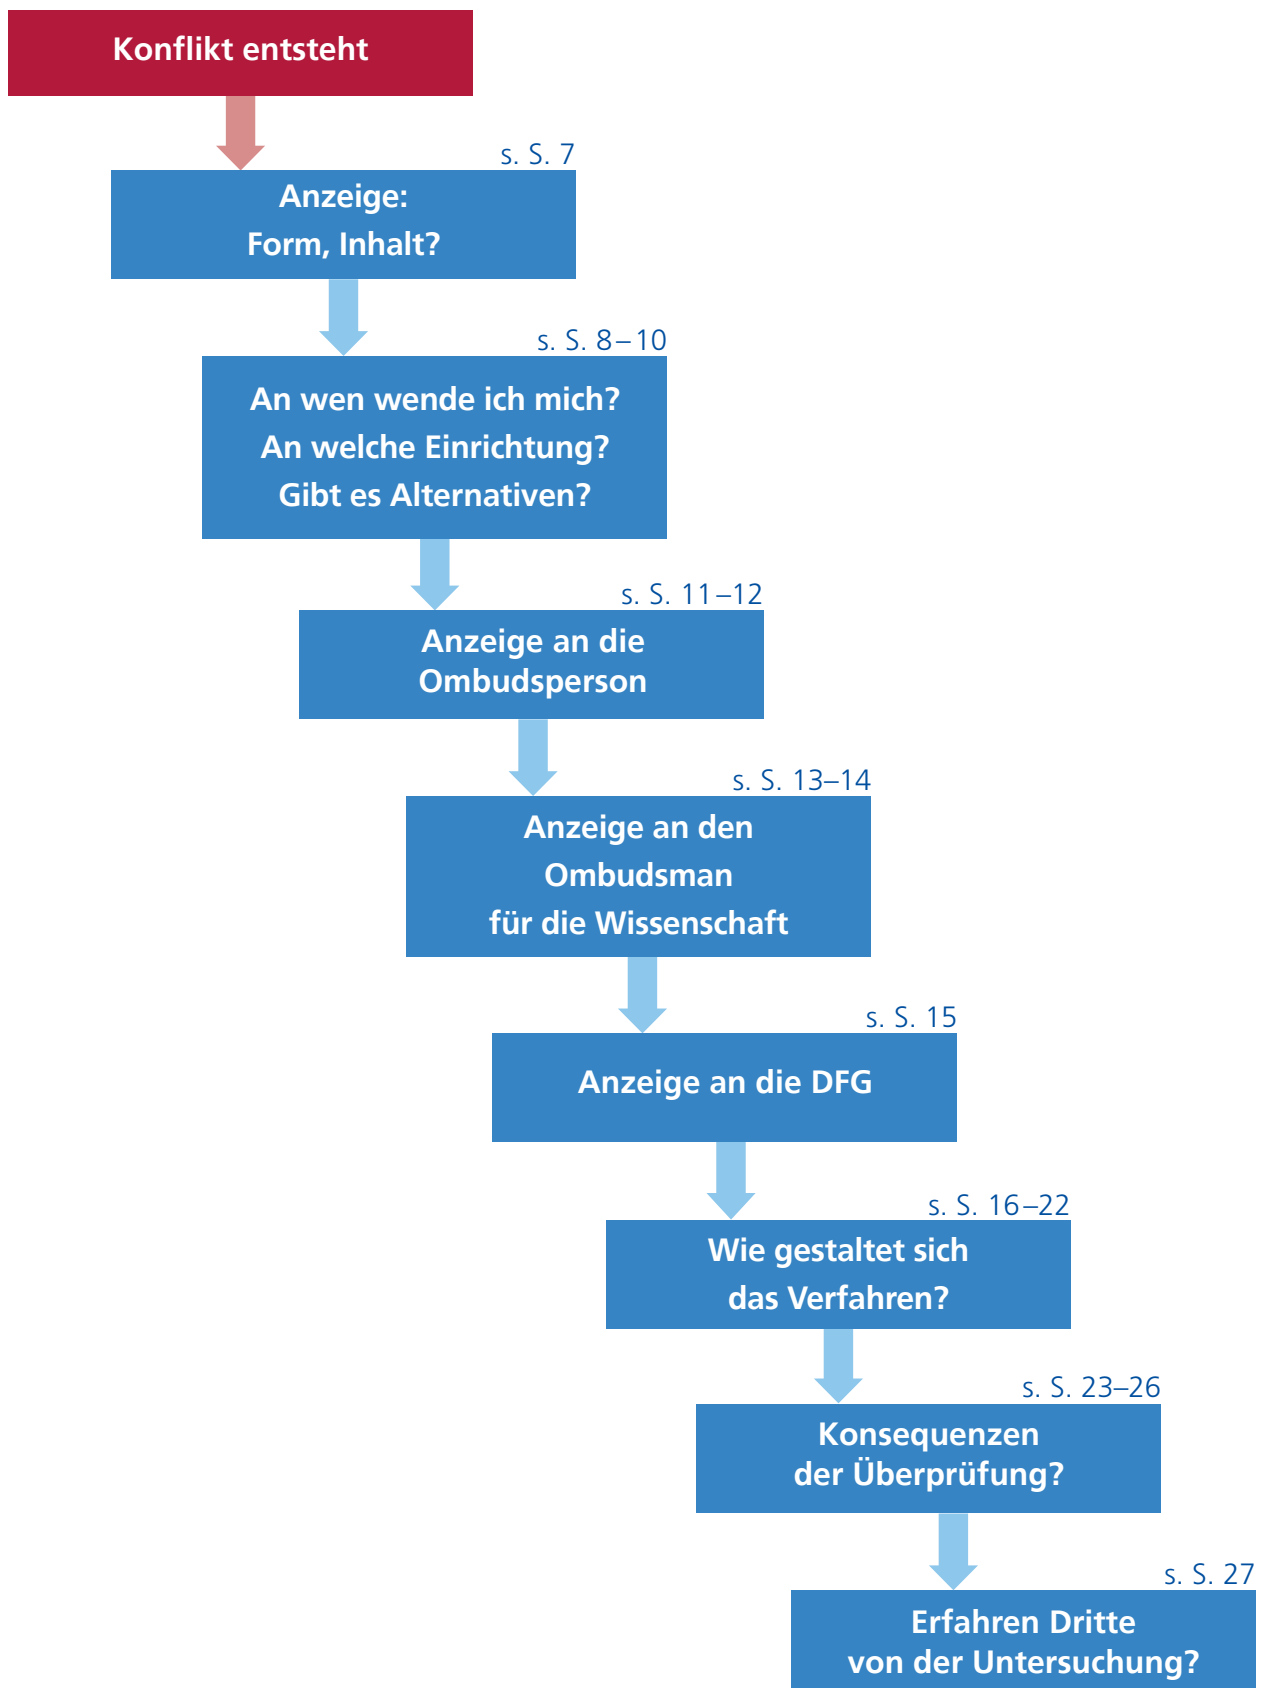 Konflikt entsteht
s. S. 7
Anzeige:
Form, Inhalt?
s. S. 8–10
An wen wende ich mich?
An welche Einrichtung?
Gibt es Alternativen?
s. S. 11–12
Anzeige an die
Ombudsperson
s. S. 13–14
Anzeige an den
Ombudsman
für die Wissenschaft
s. S. 15
Anzeige an die DFG
s. S. 16–22
Wie gestaltet sich
das Verfahren?
s. S. 23–26
Konsequenzen
der Überprüfung?
s. S. 27
Erfahren Dritte
von der Untersuchung?